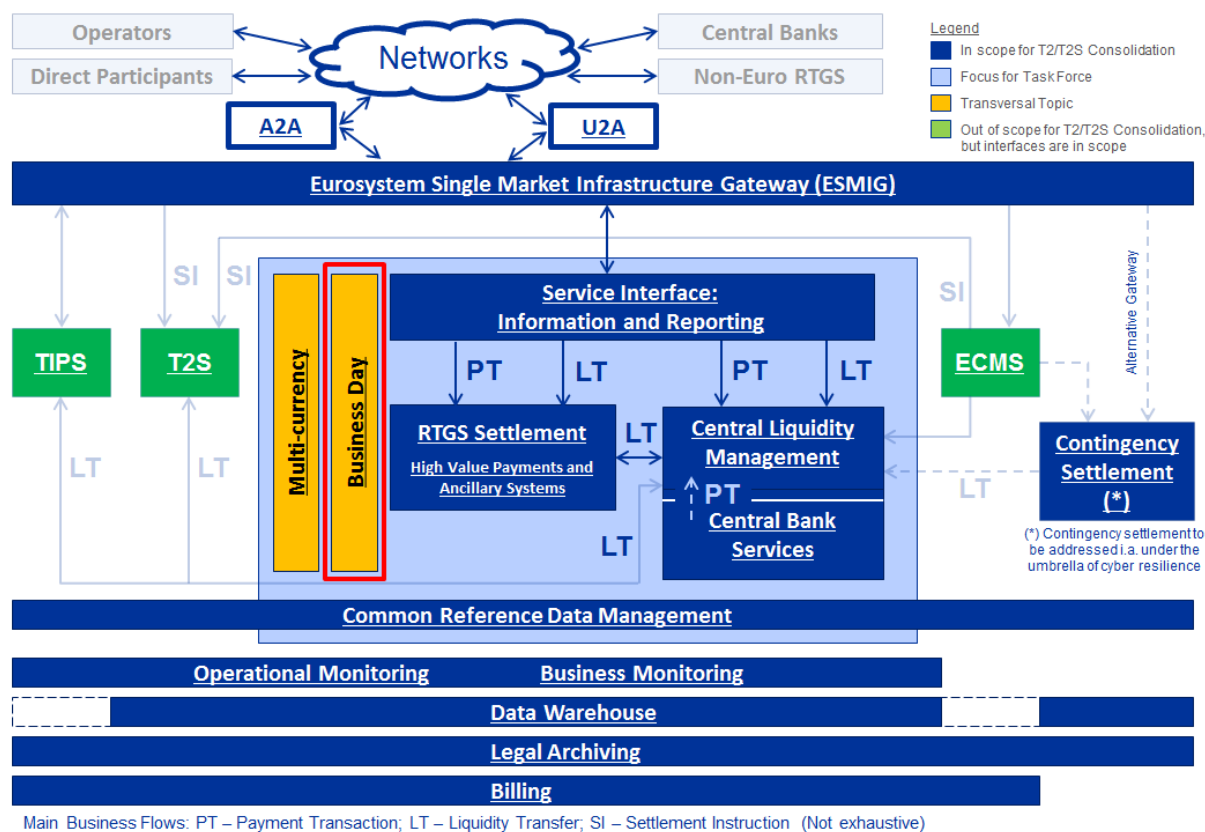 Operators
Direct Participants
Networks
Central Banks
Non-Euro RTGS
Legend
In scope for T2/T2S Consolidation
Focus for Task Force
Transversal Topic
Out of scope for T2/T2S Consolidation,
but interfaces are in scope
A2A
U2A
Eurosystem Single Market Infrastructure Gateway (ESMIG)
SI
SI
SI
Alternative Gateway
Service Interface:
Information and Reporting
TIPS
T2S
ECMS
Multi-currency
Business Day
PT
LT
PT
LT
RTGS Settlement
High Value Payments and
Ancillary Systems
LT
Central Liquidity
Management
PT
Central Bank
Services
Contingency
Settlement
(*)
LT
LT
LT
LT
(*) Contingency settlement to
be addressed i.a. under the
umbrella of cyber resilience
Common Reference Data Management
Operational Monitoring
Business Monitoring
Data Warehouse
Legal Archiving
Billing
Main Business Flows: PT – Payment Transaction; LT – Liquidity Transfer; SI – Settlement Instruction (Not exhaustive)